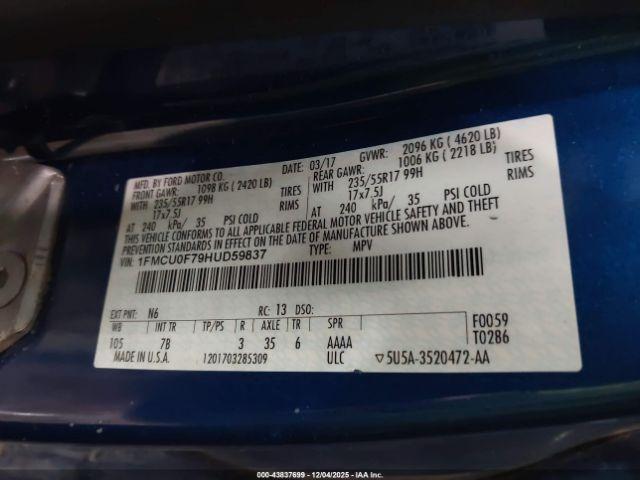 MFD. BY FORD MOTOR CO.
DATE: 03/17 GVWR: 2096 KG ( 4620 LB)
FRONT GAWR: 1098 KG ( 2420 LB) REAR GAWR: 1006 KG ( 2218 LB)
WITH 235/55R17 99H TIRES WITH 235/55R17 99H TIRES
17x7.5J RIMS 17x7.5J RIMS
AT 240 kPa/ 35 PSI COLD AT 240 kPa/ 35 PSI COLD
THIS VEHICLE CONFORMS TO ALL APPLICABLE FEDERAL MOTOR VEHICLE SAFETY AND THEFT
PREVENTION STANDARDS IN EFFECT ON THE DATE OF MANUFACTURE SHOWN ABOVE.
VIN: 1FMCU0F79HUD59837 TYPE: MPV
EXT PNT: N6 RC: 13 DSO: F0059
WB INT TR TP/PS R AXLE TR SPR T0286
105 7B 3 35 6 AAAA
MADE IN U.S.A. 1201703285309 ULC ▽5U5A-3520472-AA
000-43837699 - 12/04/2025 - IAA Inc.